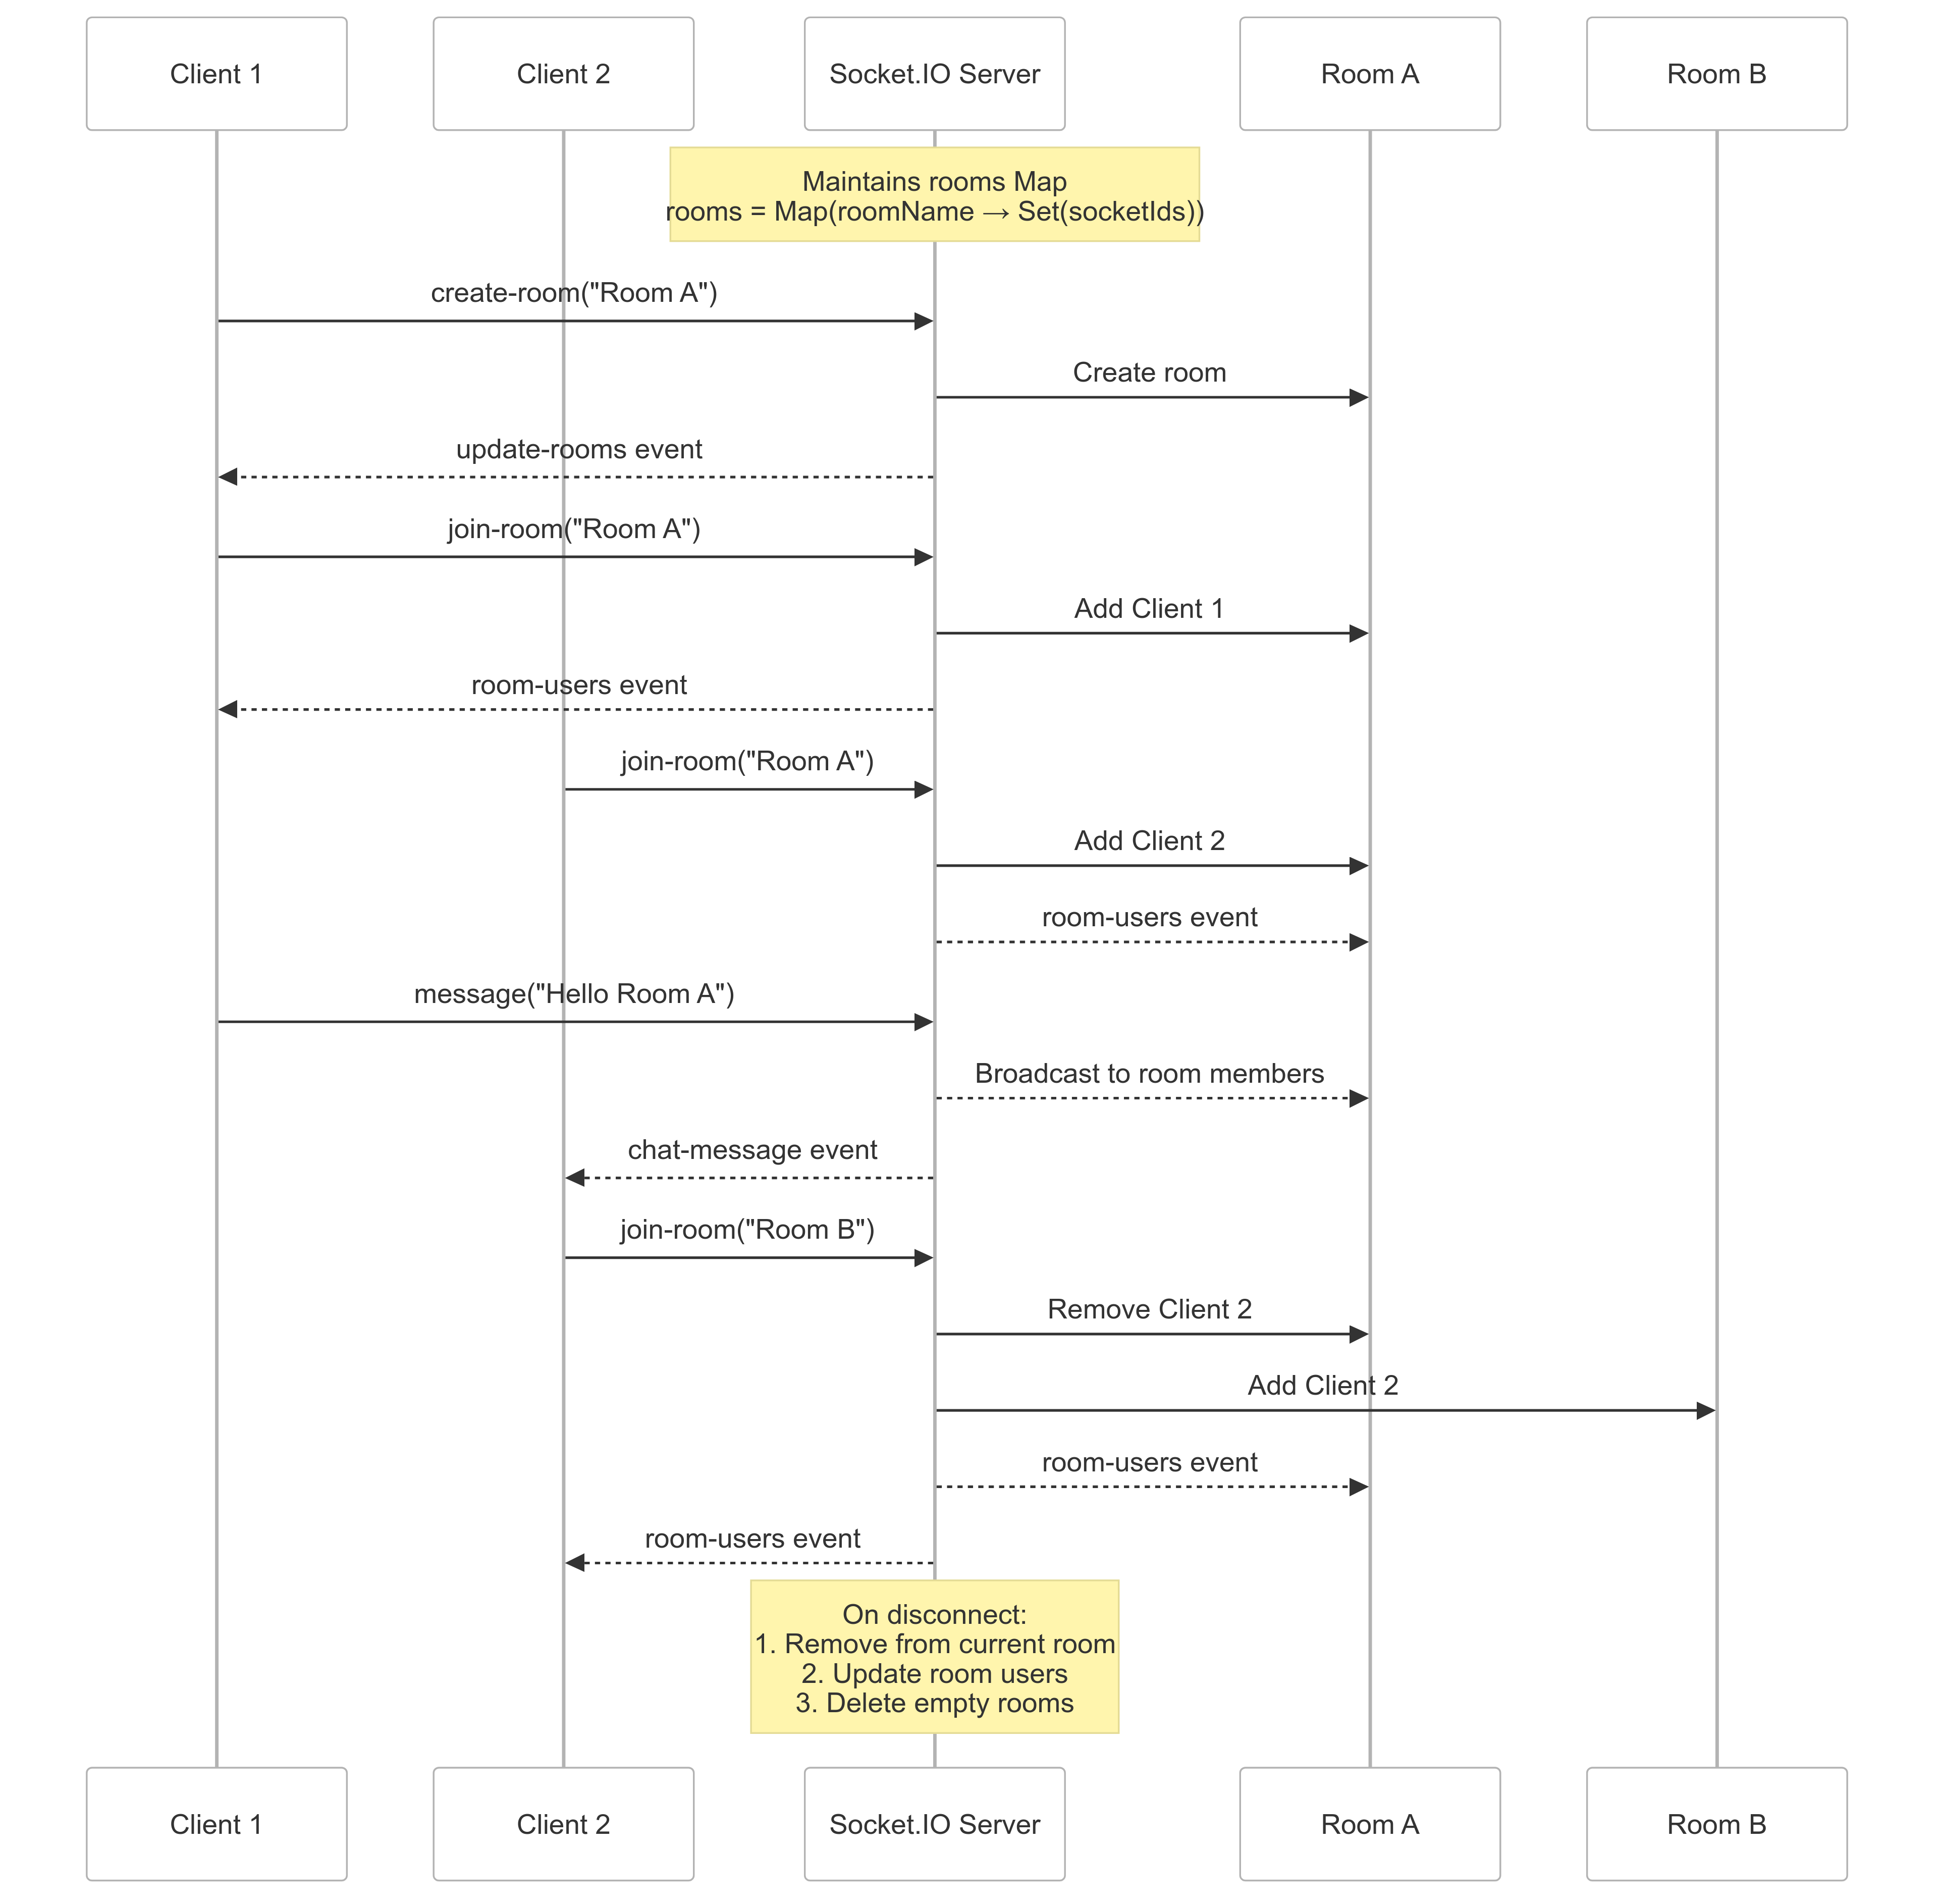 Client 1
Client 2
Socket.IO Server
Room A
Room B
Maintains rooms Map
rooms = Map(roomName → Set(socketIds))
create-room("Room A")
Create room
update-rooms event
join-room("Room A")
Add Client 1
room-users event
join-room("Room A")
Add Client 2
room-users event
message("Hello Room A")
Broadcast to room members
chat-message event
join-room("Room B")
Remove Client 2
Add Client 2
room-users event
room-users event
On disconnect:
1. Remove from current room
2. Update room users
3. Delete empty rooms
Client 1
Client 2
Socket.IO Server
Room A
Room B